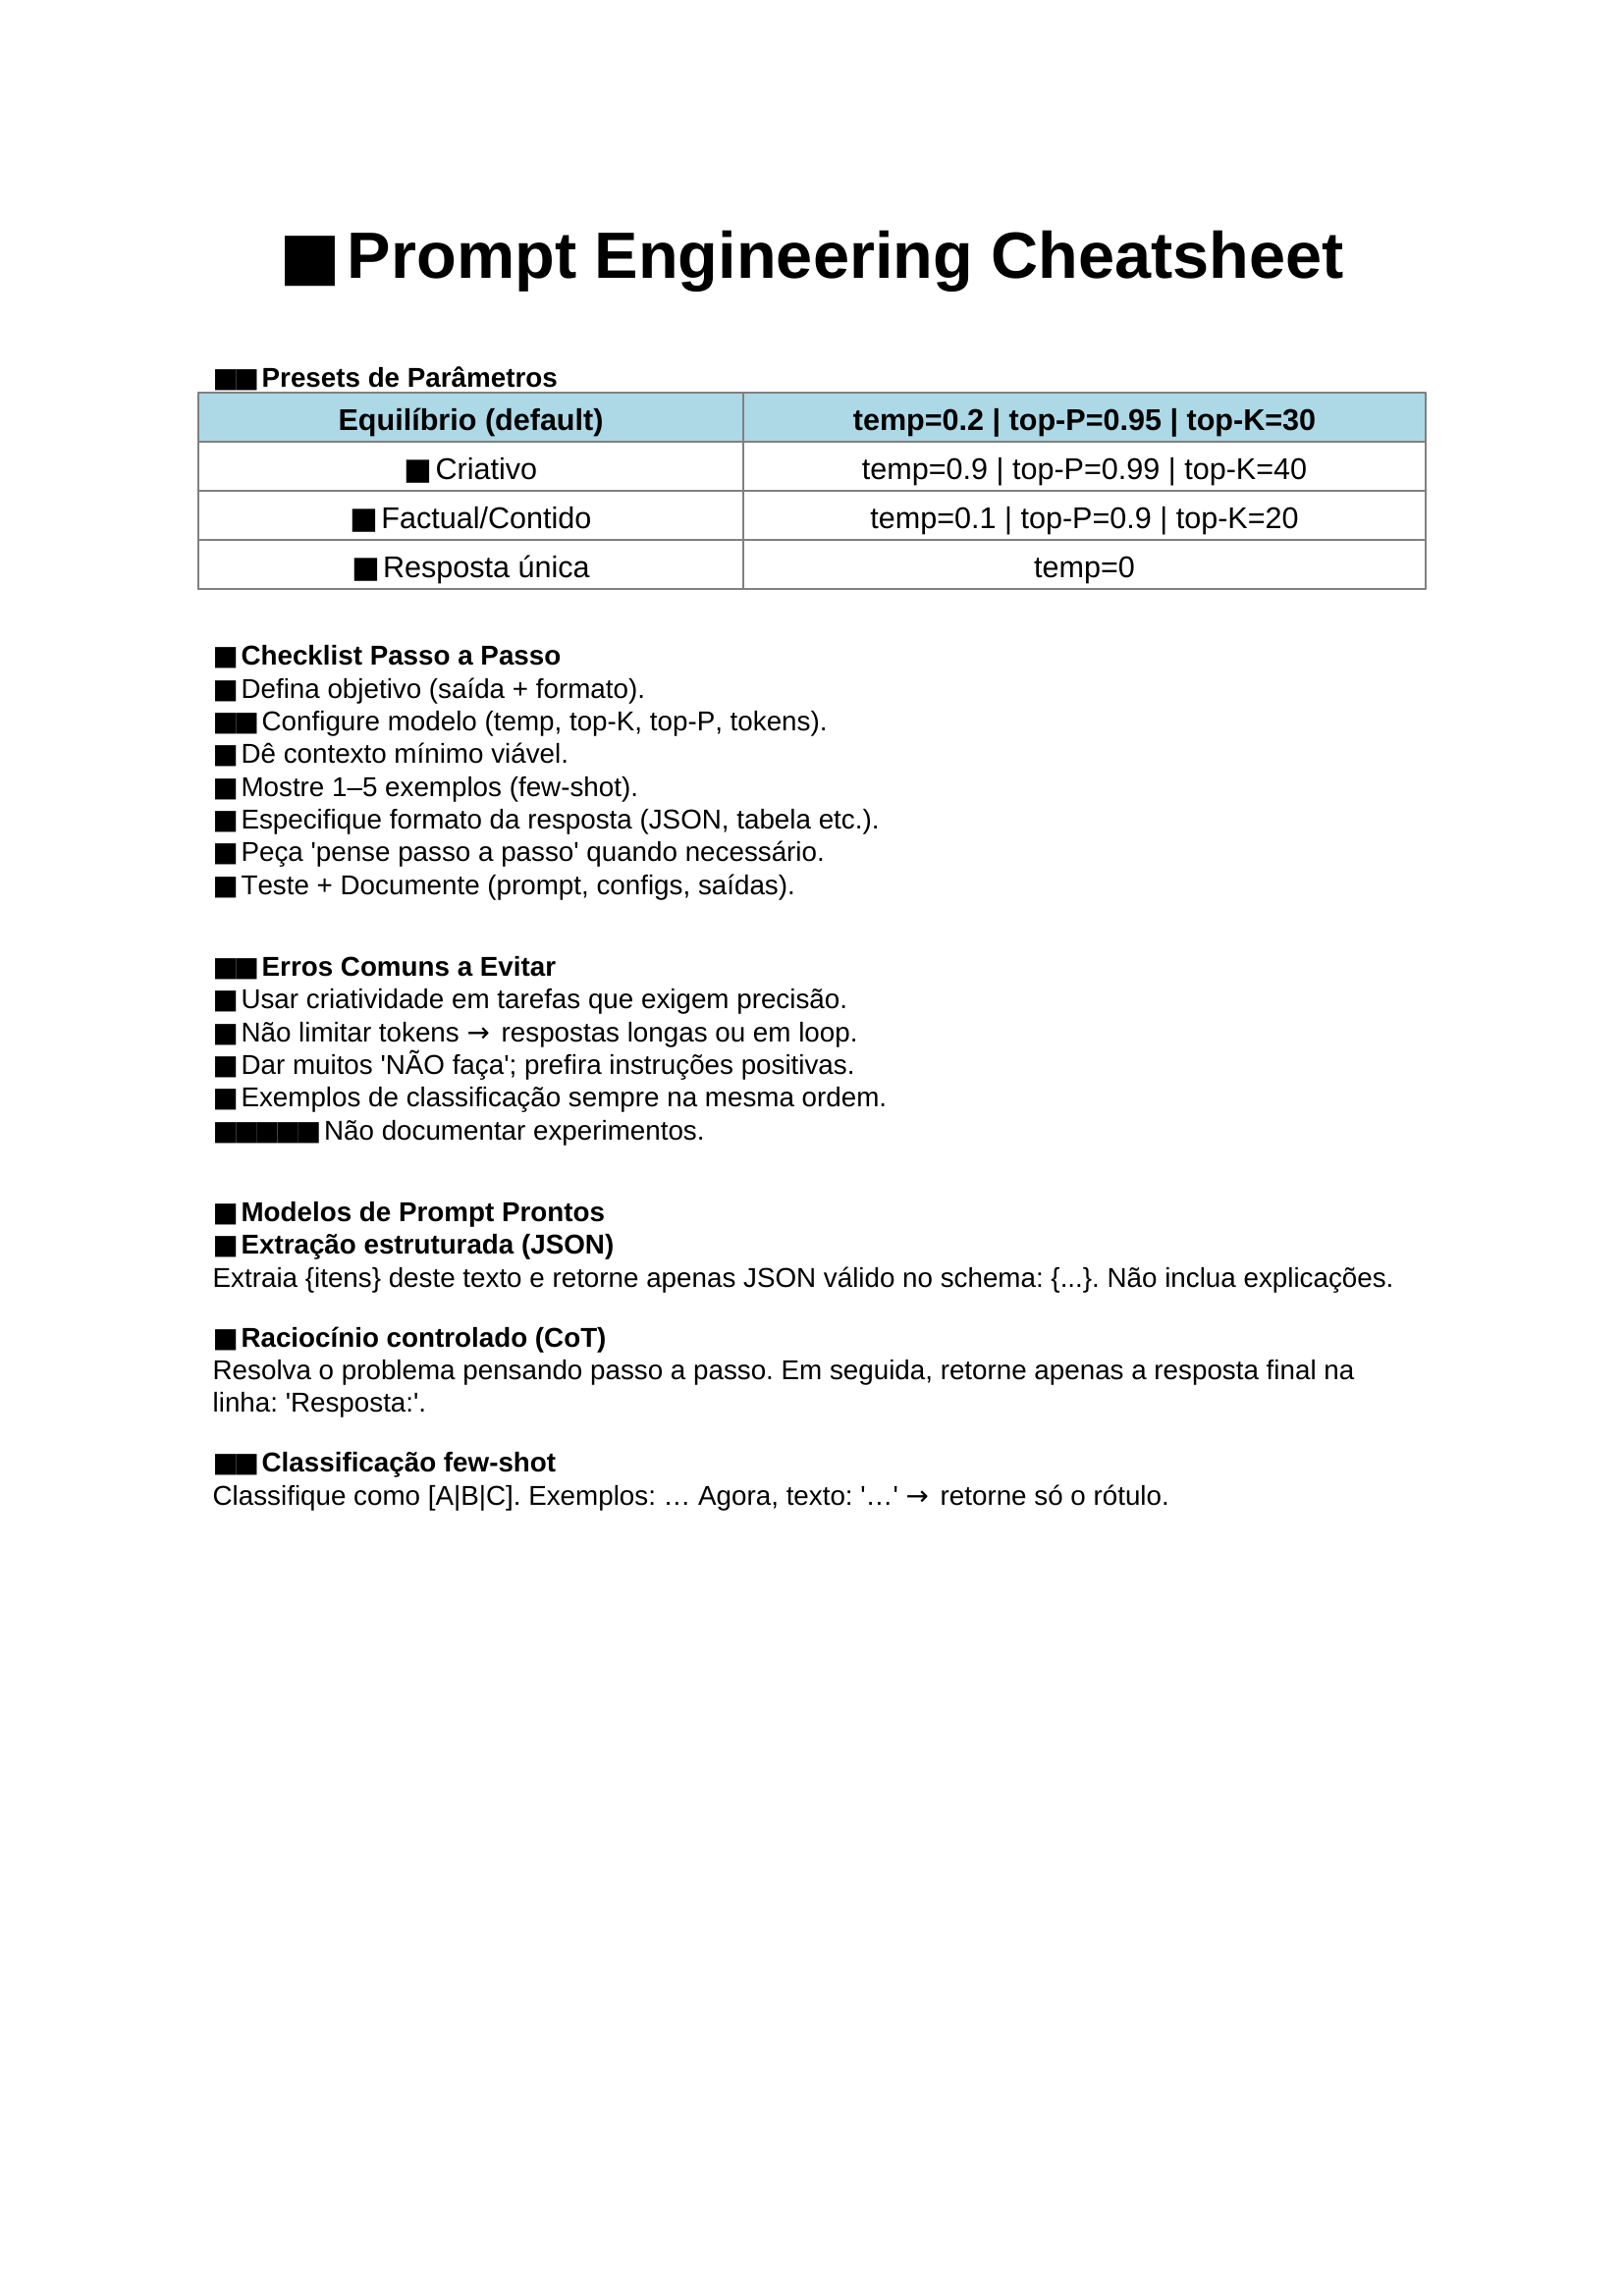 ■ Prompt Engineering Cheatsheet
■■ Presets de Parâmetros
Equilíbrio (default) temp=0.2 | top-P=0.95 | top-K=30
■ Criativo temp=0.9 | top-P=0.99 | top-K=40
■ Factual/Contido temp=0.1 | top-P=0.9 | top-K=20
■ Resposta única temp=0
■ Checklist Passo a Passo
■ Defina objetivo (saída + formato).
■■ Configure modelo (temp, top-K, top-P, tokens).
■ Dê contexto mínimo viável.
■ Mostre 1–5 exemplos (few-shot).
■ Especifique formato da resposta (JSON, tabela etc.).
■ Peça 'pense passo a passo' quando necessário.
■ Teste + Documente (prompt, configs, saídas).
■■ Erros Comuns a Evitar
■ Usar criatividade em tarefas que exigem precisão.
■ Não limitar tokens → respostas longas ou em loop.
■ Dar muitos 'NÃO faça'; prefira instruções positivas.
■ Exemplos de classificação sempre na mesma ordem.
■■■■■ Não documentar experimentos.
■ Modelos de Prompt Prontos
■ Extração estruturada (JSON)
Extraia {itens} deste texto e retorne apenas JSON válido no schema: {...}. Não inclua explicações.
■ Raciocínio controlado (CoT)
Resolva o problema pensando passo a passo. Em seguida, retorne apenas a resposta final na
linha: 'Resposta:'.
■■ Classificação few-shot
Classifique como [A|B|C]. Exemplos: … Agora, texto: '…' → retorne só o rótulo.